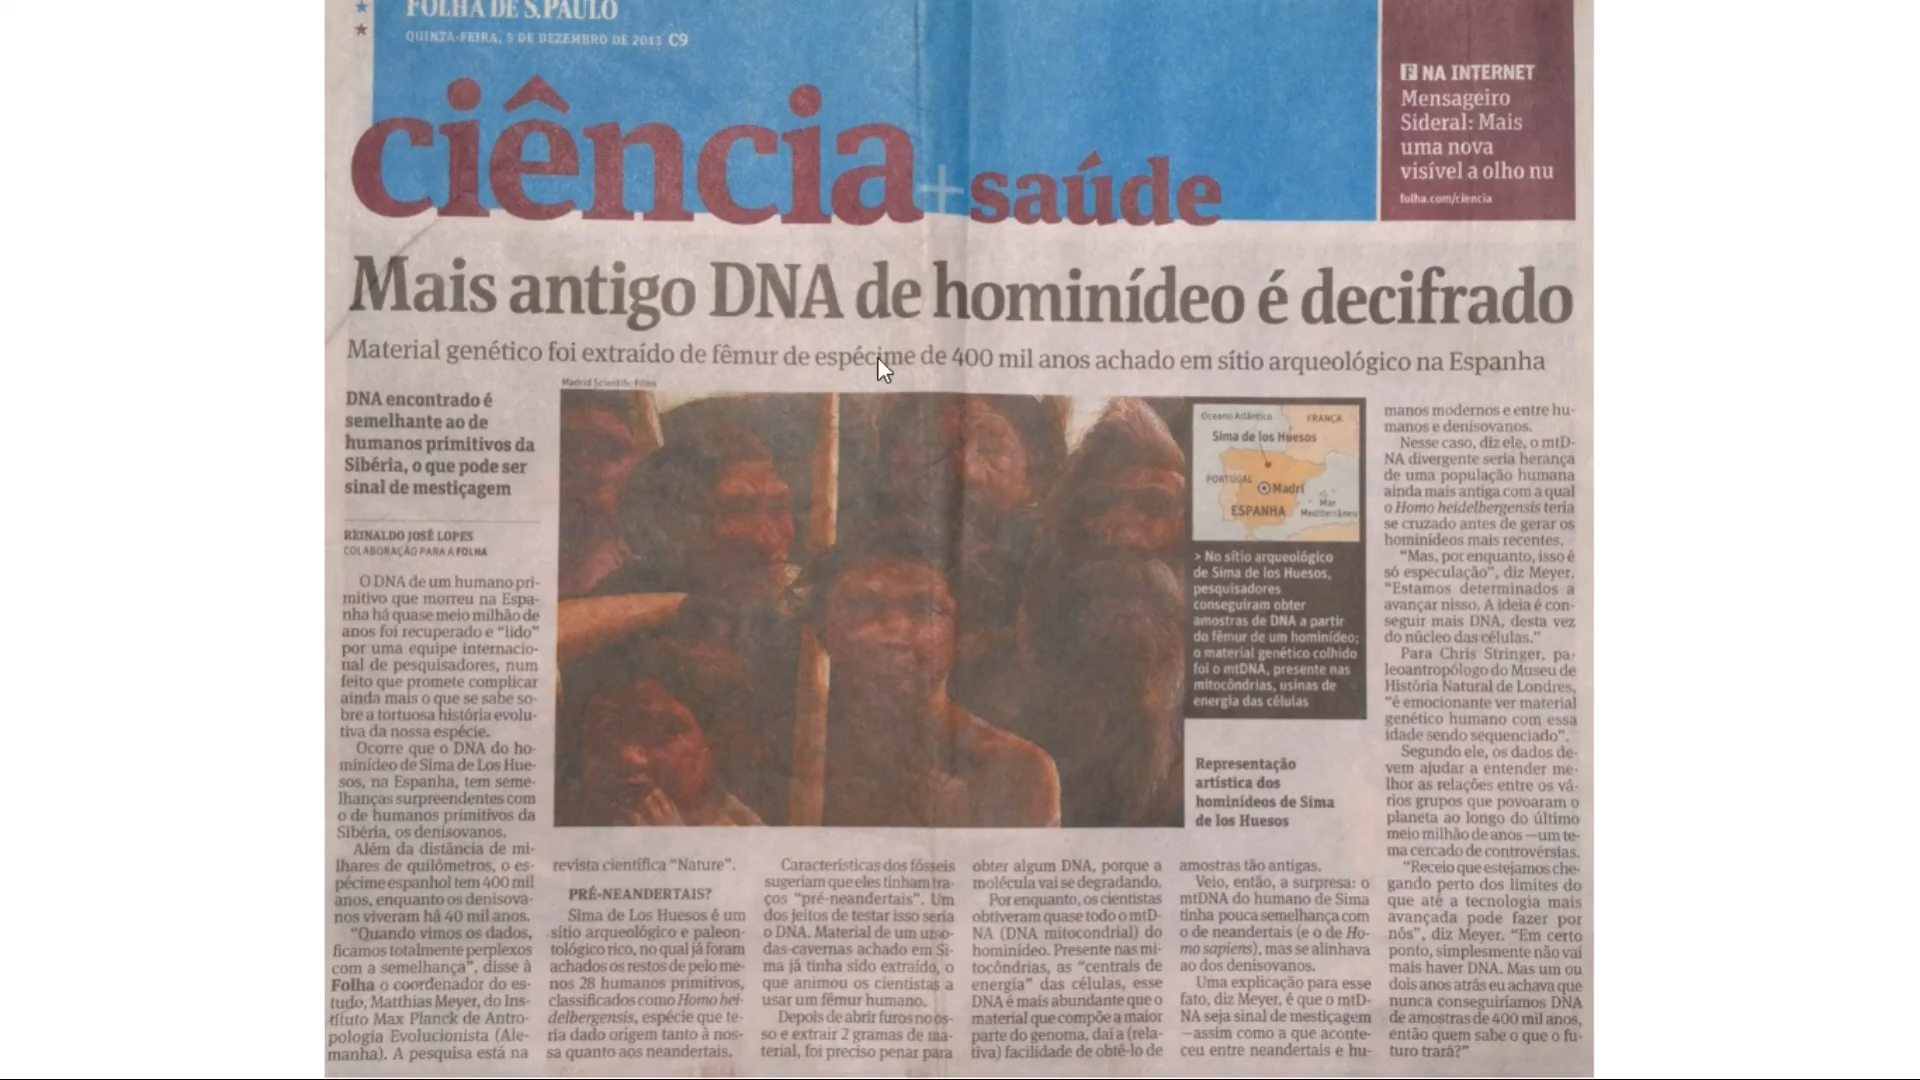 FOLHA DE S.PAULO
QUINTA-FEIRA, 5 DE DEZEMBRO DE 2013 C9
ciência+saúde
F NA INTERNET
Mensageiro
Sideral: Mais
uma nova
visível a olho nu
folha.com/ciencia
Mais antigo DNA de hominídeo é decifrado
Material genético foi extraído de fêmur de espécime de 400 mil anos achado em sítio arqueológico na Espanha
DNA encontrado é
semelhante ao de
humanos primitivos da
Sibéria, o que pode ser
sinal de mestiçagem
REINALDO JOSÉ LOPES
COLABORAÇÃO PARA A FOLHA
O DNA de um humano pri-
mitivo que morreu na Espa-
nha há quase meio milhão de
anos foi recuperado e “lido”
por uma equipe internacio-
nal de pesquisadores, num
feito que promete complicar
ainda mais o que se sabe so-
bre a tortuosa história evolu-
tiva da nossa espécie.
Ocorre que o DNA do ho-
minídeo de Sima de Los Hue-
sos, na Espanha, tem seme-
lhanças surpreendentes com
o de humanos primitivos da
Sibéria, os denisovanos.
Além da distância de mi-
lhares de quilômetros, o es-
pécime espanhol tem 400 mil
anos, enquanto os denisova-
nos viveram há 40 mil anos.
“Quando vimos os dados,
ficamos totalmente perplexos
com a semelhança”, disse à
Folha o coordenador do es-
tudo, Matthias Meyer, do Ins-
tituto Max Planck de Antro-
pologia Evolucionista (Ale-
manha). A pesquisa está na
Madrid Scientific Films
Oceano Atlântico
FRANÇA
Sima de los Huesos
PORTUGAL
Madri
ESPANHA
Mar
Mediterrâneo
> No sítio arqueológico
de Sima de los Huesos,
pesquisadores
conseguiram obter
amostras de DNA a partir
do fêmur de um hominídeo;
o material genético colhido
foi o mtDNA, presente nas
mitocôndrias, usinas de
energia das células
Representação
artística dos
hominídeos de Sima
de los Huesos
revista científica “Nature”.
PRÉ-NEANDERTAIS?
Sima de Los Huesos é um
sítio arqueológico e paleon-
tológico rico, no qual já foram
achados os restos de pelo me-
nos 28 humanos primitivos,
classificados como Homo hei-
delbergensis, espécie que te-
ria dado origem tanto à nos-
sa quanto aos neandertais.
Características dos fósseis
sugeriam que eles tinham tra-
ços “pré-neandertais”. Um
dos jeitos de testar isso seria
o DNA. Material de um urso-
das-cavernas achado em Si-
ma já tinha sido extraído, o
que animou os cientistas a
usar um fêmur humano.
Depois de abrir furos no os-
so e extrair 2 gramas de ma-
terial, foi preciso penar para
obter algum DNA, porque a
molécula vai se degradando.
Por enquanto, os cientistas
obtiveram quase todo o mtD-
NA (DNA mitocondrial) do
hominídeo. Presente nas mi-
tocôndrias, as “centrais de
energia” das células, esse
DNA é mais abundante que o
material que compõe a maior
parte do genoma, daí a (rela-
tiva) facilidade de obtê-lo de
amostras tão antigas.
Veio, então, a surpresa: o
mtDNA do humano de Sima
tinha pouca semelhança com
o de neandertais (e o de Ho-
mo sapiens), mas se alinhava
ao dos denisovanos.
Uma explicação para esse
fato, diz Meyer, é que o mtD-
NA seja sinal de mestiçagem
—assim como a que aconte-
ceu entre neandertais e hu-
manos modernos e entre hu-
manos e denisovanos.
Nesse caso, diz ele, o mtD-
NA divergente seria herança
de uma população humana
ainda mais antiga com a qual
o Homo heidelbergensis teria
se cruzado antes de gerar os
hominídeos mais recentes.
“Mas, por enquanto, isso é
só especulação”, diz Meyer.
“Estamos determinados a
avançar nisso. A ideia é con-
seguir mais DNA, desta vez
do núcleo das células.”
Para Chris Stringer, pa-
leoantropólogo do Museu de
História Natural de Londres,
“é emocionante ver material
genético humano com essa
idade sendo sequenciado”.
Segundo ele, os dados de-
vem ajudar a entender me-
lhor as relações entre os vá-
rios grupos que povoaram o
planeta ao longo do último
meio milhão de anos —um te-
ma cercado de controvérsias.
“Receio que estejamos che-
gando perto dos limites do
que até a tecnologia mais
avançada pode fazer por
nós”, diz Meyer. “Em certo
ponto, simplesmente não vai
mais haver DNA. Mas um ou
dois anos atrás eu achava que
nunca conseguiríamos DNA
de amostras de 400 mil anos,
então quem sabe o que o fu-
turo trará?”